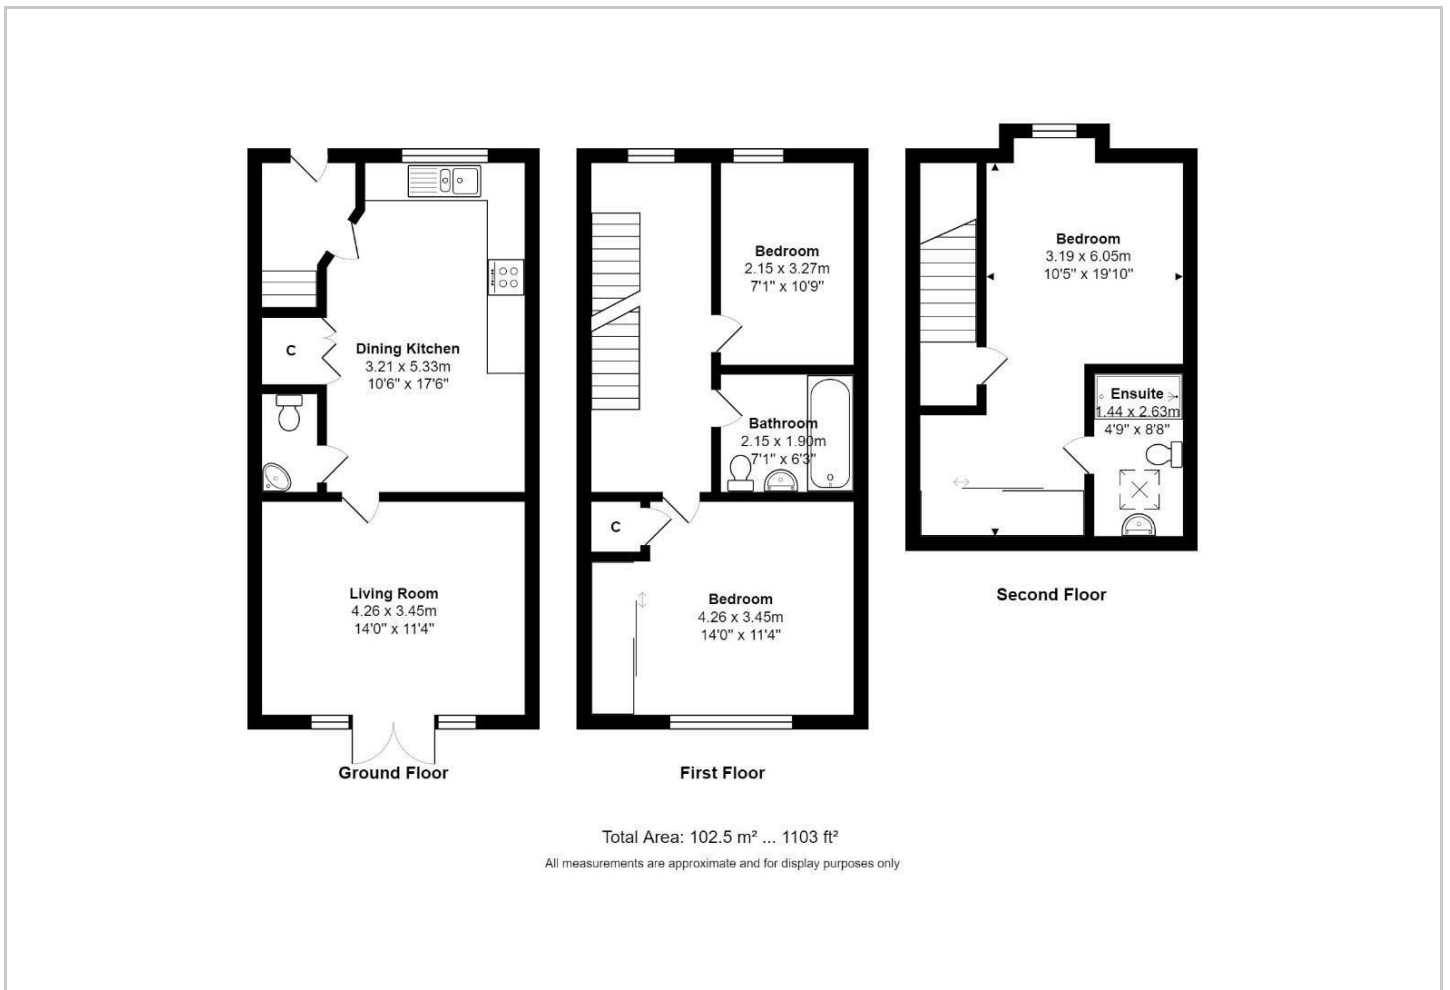 C
Dining Kitchen
3.21 x 5.33m
10'6" x 17'6"
Living Room
4.26 x 3.45m
14'0" x 11'4"
Ground Floor
Bedroom
2.15 x 3.27m
7'1" x 10'9"
Bathroom
2.15 x 1.90m
7'1" x 6'3"
C
Bedroom
4.26 x 3.45m
14'0" x 11'4"
First Floor
Bedroom
3.19 x 6.05m
10'5" x 19'10"
Ensuite
1.44 x 2.63m
4'9" x 8'8"
Second Floor
Total Area: 102.5 m² ... 1103 ft²
All measurements are approximate and for display purposes only